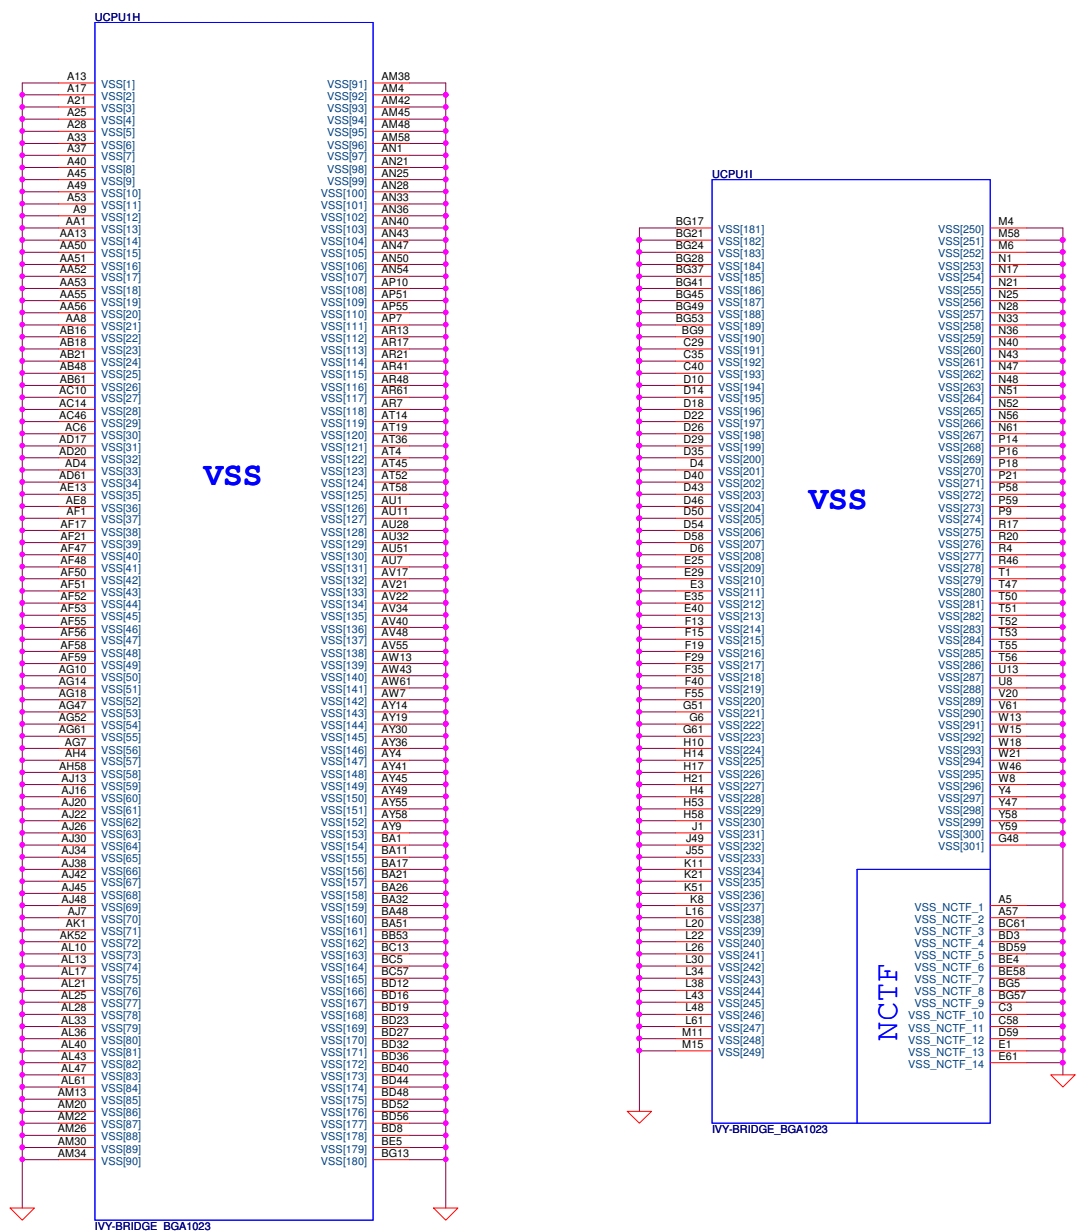 UCPU1H
A13 VSS[1] VSS[91] AM38
A17 VSS[2] VSS[92] AM4
A21 VSS[3] VSS[93] AM42
A25 VSS[4] VSS[94] AM45
A28 VSS[5] VSS[95] AM48
A33 VSS[6] VSS[96] AM58
A37 VSS[7] VSS[97] AN1
A40 VSS[8] VSS[98] AN21
A45 VSS[9] VSS[99] AN25
A49 VSS[10] VSS[100] AN28
A53 VSS[11] VSS[101] AN33
A9 VSS[12] VSS[102] AN36
AA1 VSS[13] VSS[103] AN40
AA13 VSS[14] VSS[104] AN43
AA50 VSS[15] VSS[105] AN47
AA51 VSS[16] VSS[106] AN50
AA52 VSS[17] VSS[107] AN54
AA53 VSS[18] VSS[108] AP10
AA55 VSS[19] VSS[109] AP51
AA56 VSS[20] VSS[110] AP55
AA8 VSS[21] VSS[111] AP7
AB16 VSS[22] VSS[112] AR13
AB18 VSS[23] VSS[113] AR17
AB21 VSS[24] VSS[114] AR21
AB48 VSS[25] VSS[115] AR41
AB61 VSS[26] VSS[116] AR48
AC10 VSS[27] VSS[117] AR61
AC14 VSS[28] VSS[118] AR7
AC46 VSS[29] VSS[119] AT14
AC6 VSS[30] VSS[120] AT19
AD17 VSS[31] VSS[121] AT36
AD20 VSS[32] VSS[122] AT4
AD4 VSS[33] VSS[123] AT45
AD61 VSS[34] VSS[124] AT52
AE13 VSS[35] VSS[125] AT58
AE8 VSS[36] VSS[126] AU1
AF1 VSS[37] VSS[127] AU11
AF17 VSS[38] VSS[128] AU28
AF21 VSS[39] VSS[129] AU32
AF47 VSS[40] VSS[130] AU51
AF48 VSS[41] VSS[131] AU7
AF50 VSS[42] VSS[132] AV17
AF51 VSS[43] VSS[133] AV21
AF52 VSS[44] VSS[134] AV22
AF53 VSS[45] VSS[135] AV34
AF55 VSS[46] VSS[136] AV40
AF56 VSS[47] VSS[137] AV48
AF58 VSS[48] VSS[138] AV55
AF59 VSS[49] VSS[139] AW13
AG10 VSS[50] VSS[140] AW43
AG14 VSS[51] VSS[141] AW61
AG18 VSS[52] VSS[142] AW7
AG47 VSS[53] VSS[143] AY14
AG52 VSS[54] VSS[144] AY19
AG61 VSS[55] VSS[145] AY30
AG7 VSS[56] VSS[146] AY36
AH4 VSS[57] VSS[147] AY4
AH58 VSS[58] VSS[148] AY41
AJ13 VSS[59] VSS[149] AY45
AJ16 VSS[60] VSS[150] AY49
AJ20 VSS[61] VSS[151] AY55
AJ22 VSS[62] VSS[152] AY58
AJ26 VSS[63] VSS[153] AY9
AJ30 VSS[64] VSS[154] BA1
AJ34 VSS[65] VSS[155] BA11
AJ38 VSS[66] VSS[156] BA17
AJ42 VSS[67] VSS[157] BA21
AJ45 VSS[68] VSS[158] BA26
AJ48 VSS[69] VSS[159] BA32
AJ7 VSS[70] VSS[160] BA48
AK1 VSS[71] VSS[161] BA51
AK52 VSS[72] VSS[162] BB53
AL10 VSS[73] VSS[163] BC13
AL13 VSS[74] VSS[164] BC5
AL17 VSS[75] VSS[165] BC57
AL21 VSS[76] VSS[166] BD12
AL25 VSS[77] VSS[167] BD16
AL28 VSS[78] VSS[168] BD19
AL33 VSS[79] VSS[169] BD23
AL36 VSS[80] VSS[170] BD27
AL40 VSS[81] VSS[171] BD32
AL43 VSS[82] VSS[172] BD36
AL47 VSS[83] VSS[173] BD40
AL61 VSS[84] VSS[174] BD44
AM13 VSS[85] VSS[175] BD48
AM20 VSS[86] VSS[176] BD52
AM22 VSS[87] VSS[177] BD56
AM26 VSS[88] VSS[178] BD8
AM30 VSS[89] VSS[179] BE5
AM34 VSS[90] VSS[180] BG13
VSS
IVY-BRIDGE_BGA1023
UCPU1I
BG17 VSS[181] VSS[250] M4
BG21 VSS[182] VSS[251] M58
BG24 VSS[183] VSS[252] M6
BG28 VSS[184] VSS[253] N1
BG37 VSS[185] VSS[254] N17
BG41 VSS[186] VSS[255] N21
BG45 VSS[187] VSS[256] N25
BG49 VSS[188] VSS[257] N28
BG53 VSS[189] VSS[258] N33
BG9 VSS[190] VSS[259] N36
C29 VSS[191] VSS[260] N40
C35 VSS[192] VSS[261] N43
C40 VSS[193] VSS[262] N47
D10 VSS[194] VSS[263] N48
D14 VSS[195] VSS[264] N51
D18 VSS[196] VSS[265] N52
D22 VSS[197] VSS[266] N56
D26 VSS[198] VSS[267] N61
D29 VSS[199] VSS[268] P14
D35 VSS[200] VSS[269] P16
D4 VSS[201] VSS[270] P18
D40 VSS[202] VSS[271] P21
D43 VSS[203] VSS[272] P58
D46 VSS[204] VSS[273] P59
D50 VSS[205] VSS[274] P9
D54 VSS[206] VSS[275] R17
D58 VSS[207] VSS[276] R20
D6 VSS[208] VSS[277] R4
E25 VSS[209] VSS[278] R46
E29 VSS[210] VSS[279] T1
E3 VSS[211] VSS[280] T47
E35 VSS[212] VSS[281] T50
E40 VSS[213] VSS[282] T51
F13 VSS[214] VSS[283] T52
F15 VSS[215] VSS[284] T53
F19 VSS[216] VSS[285] T55
F29 VSS[217] VSS[286] T56
F35 VSS[218] VSS[287] U13
F40 VSS[219] VSS[288] U8
F55 VSS[220] VSS[289] V20
G51 VSS[221] VSS[290] V61
G6 VSS[222] VSS[291] W13
G61 VSS[223] VSS[292] W15
H10 VSS[224] VSS[293] W18
H14 VSS[225] VSS[294] W21
H17 VSS[226] VSS[295] W46
H21 VSS[227] VSS[296] W8
H4 VSS[228] VSS[297] Y4
H53 VSS[229] VSS[298] Y47
H58 VSS[230] VSS[299] Y58
J1 VSS[231] VSS[300] Y59
J49 VSS[232] VSS[301] G48
J55 VSS[233]
K11 VSS[234]
K21 VSS[235]
K51 VSS[236]
K8 VSS[237] VSS_NCTF_1 A5
L16 VSS[238] VSS_NCTF_2 A57
L20 VSS[239] VSS_NCTF_3 BC61
L22 VSS[240] VSS_NCTF_4 BD3
L26 VSS[241] VSS_NCTF_5 BD59
L30 VSS[242] VSS_NCTF_6 BE4
L34 VSS[243] VSS_NCTF_7 BE58
L38 VSS[244] VSS_NCTF_8 BG5
L43 VSS[245] VSS_NCTF_9 BG57
L48 VSS[246] VSS_NCTF_10 C3
L61 VSS[247] VSS_NCTF_11 C58
M11 VSS[248] VSS_NCTF_12 D59
M15 VSS[249] VSS_NCTF_13 E1
VSS_NCTF_14 E61
VSS
NCTF
IVY-BRIDGE_BGA1023